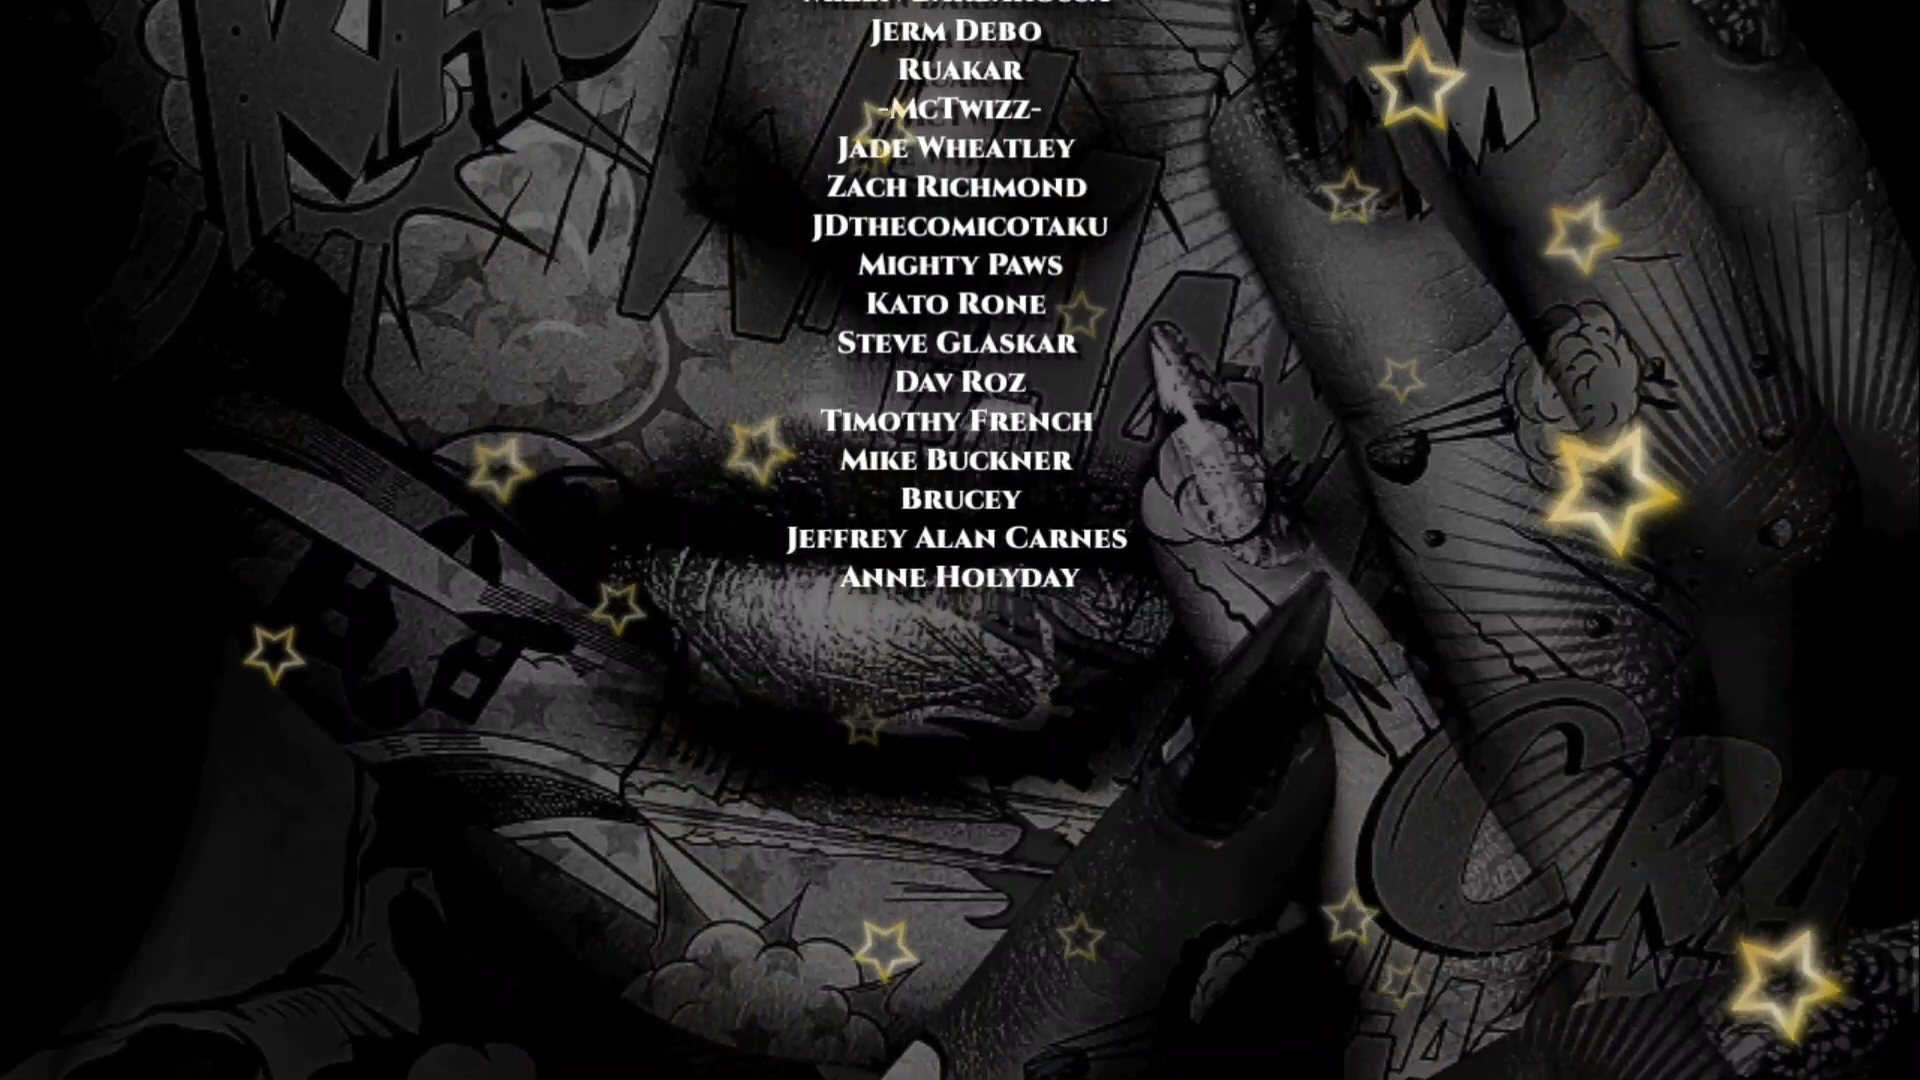 Jerm Debo
Ruakar
-McTwizz-
Jade Wheatley
Zach Richmond
JDthecomicotaku
Mighty Paws
Kato Rone
Steve Glaskar
Dav Roz
Timothy French
Mike Buckner
Brucey
Jeffrey Alan Carnes
Anne Holyday
CRA